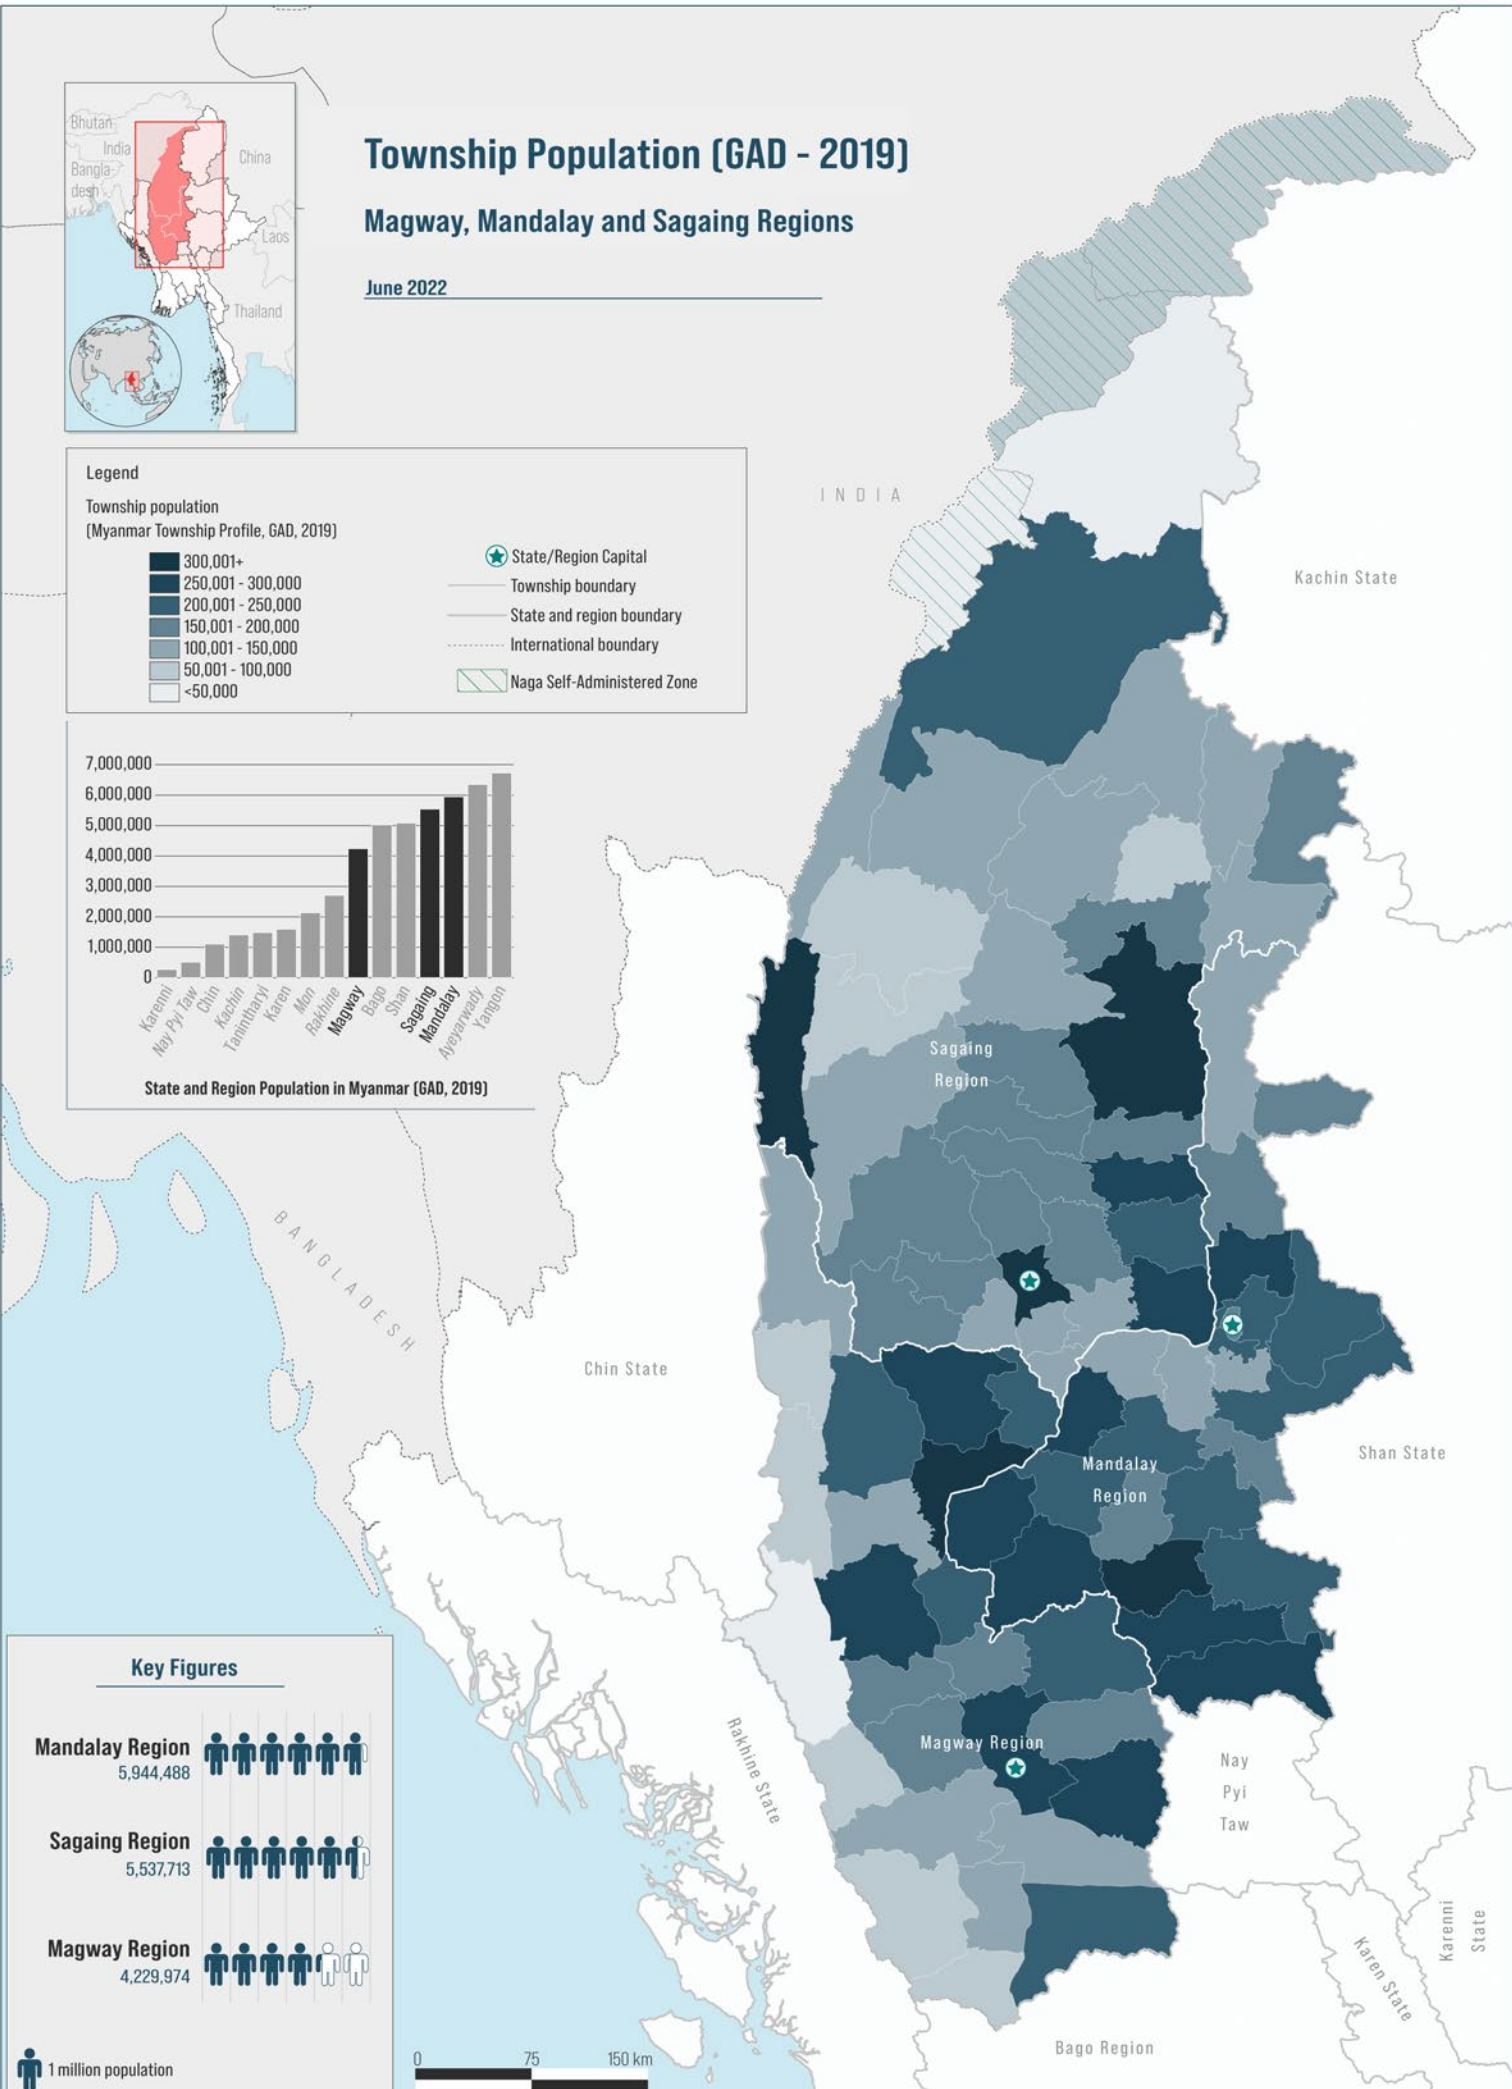 Bhutan
India
China
Bangla-
desh
Laos
Thailand
Township Population (GAD - 2019)
Magway, Mandalay and Sagaing Regions
June 2022
Legend
Township population
(Myanmar Township Profile, GAD, 2019)
300,001+
250,001 - 300,000
200,001 - 250,000
150,001 - 200,000
100,001 - 150,000
50,001 - 100,000
<50,000
State/Region Capital
Township boundary
State and region boundary
International boundary
Naga Self-Administered Zone
7,000,000
6,000,000
5,000,000
4,000,000
3,000,000
2,000,000
1,000,000
0
Karenni
Nay Pyi Taw
Chin
Kachin
Tanintharyi
Karen
Mon
Rakhine
Magway
Bago
Shan
Sagaing
Mandalay
Ayeyarwady
Yangon
State and Region Population in Myanmar (GAD, 2019)
INDIA
Kachin State
Sagaing
Region
BANGLADESH
Chin State
Shan State
Mandalay
Region
Magway Region
Rakhine State
Nay
Pyi
Taw
Karenni
State
Karen State
Bago Region
Key Figures
Mandalay Region
5,944,488
Sagaing Region
5,537,713
Magway Region
4,229,974
1 million population
0 75 150 km